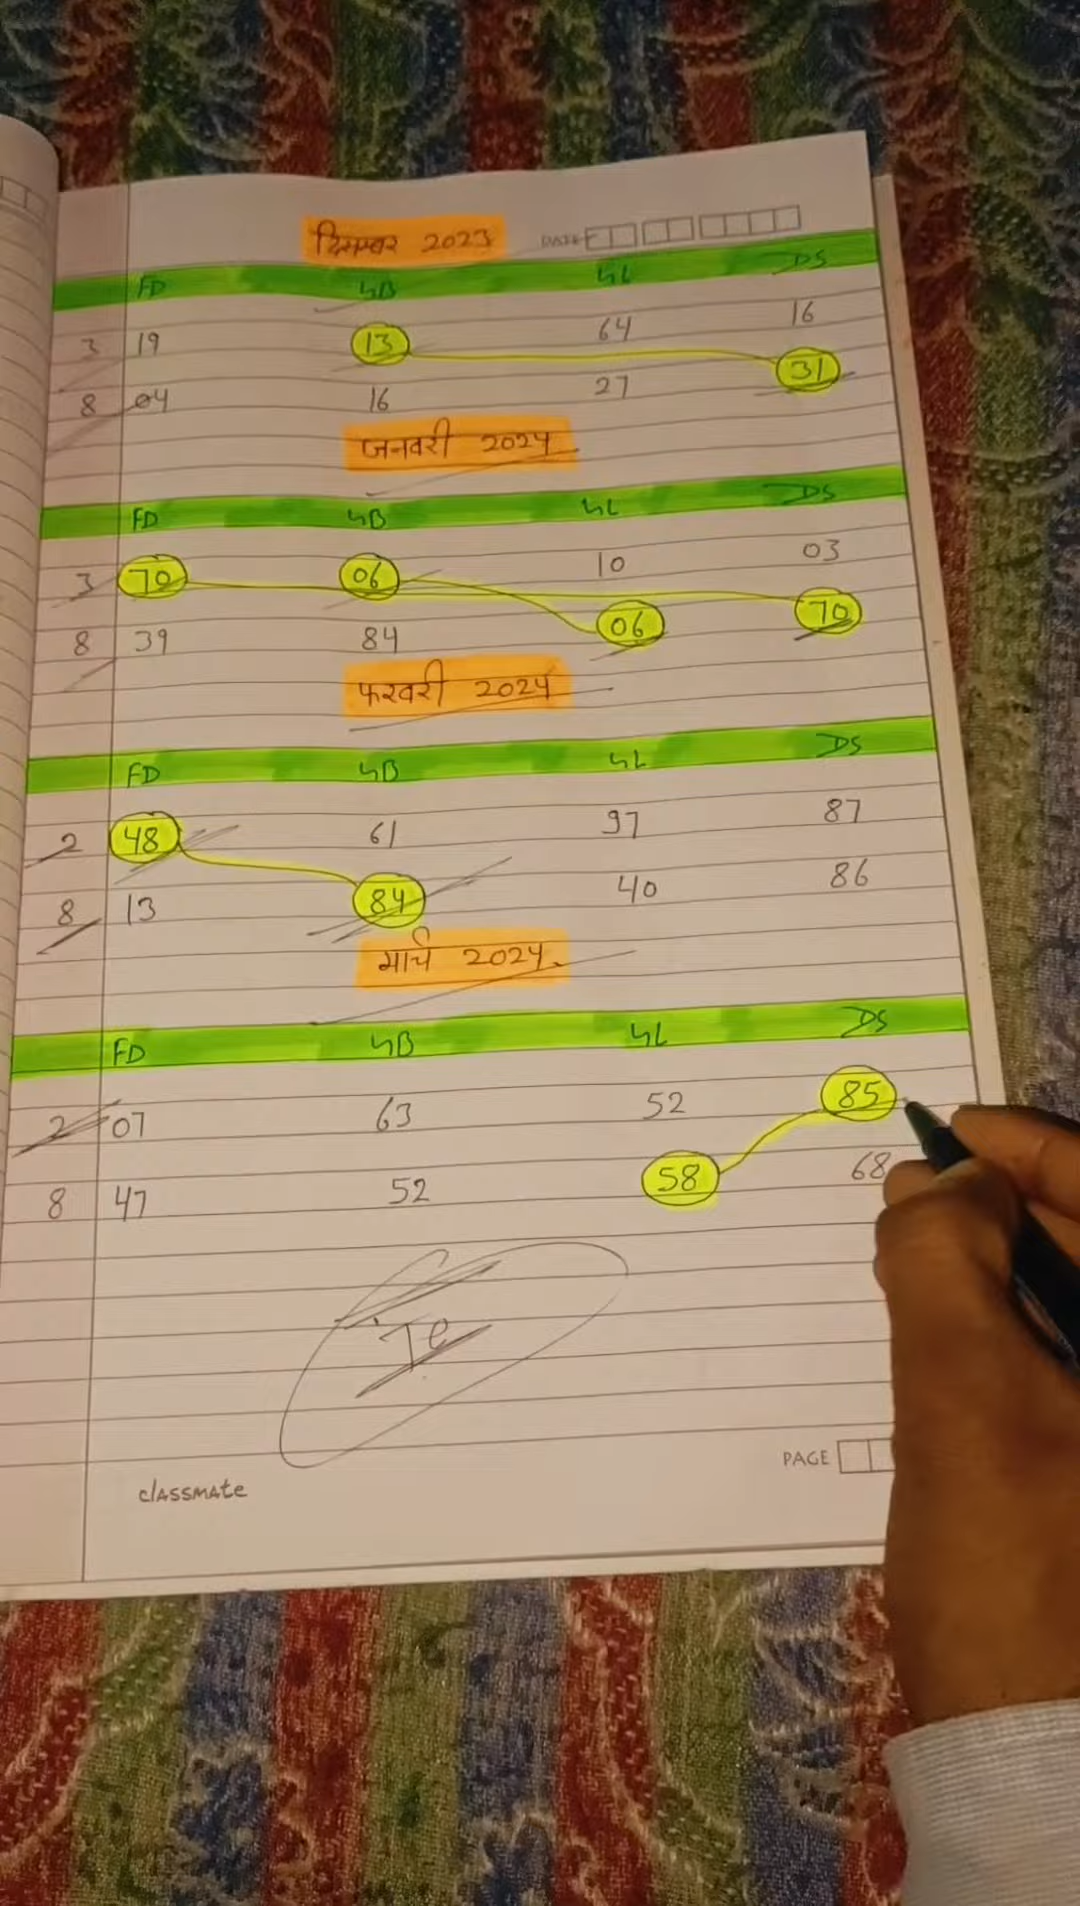 दिसम्बर 2023 DATE
FD GB GL DS
3 19 13 64 16
8 04 16 27 31
जनवरी 2024
FD GB GL DS
3 70 06 10 03
8 39 84 06 70
फरवरी 2024
FD GB GL DS
2 48 61 97 87
8 13 84 40 86
मार्च 2024
FD GB GL DS
2 07 63 52 85
8 47 52 58 68
PAGE
classmate